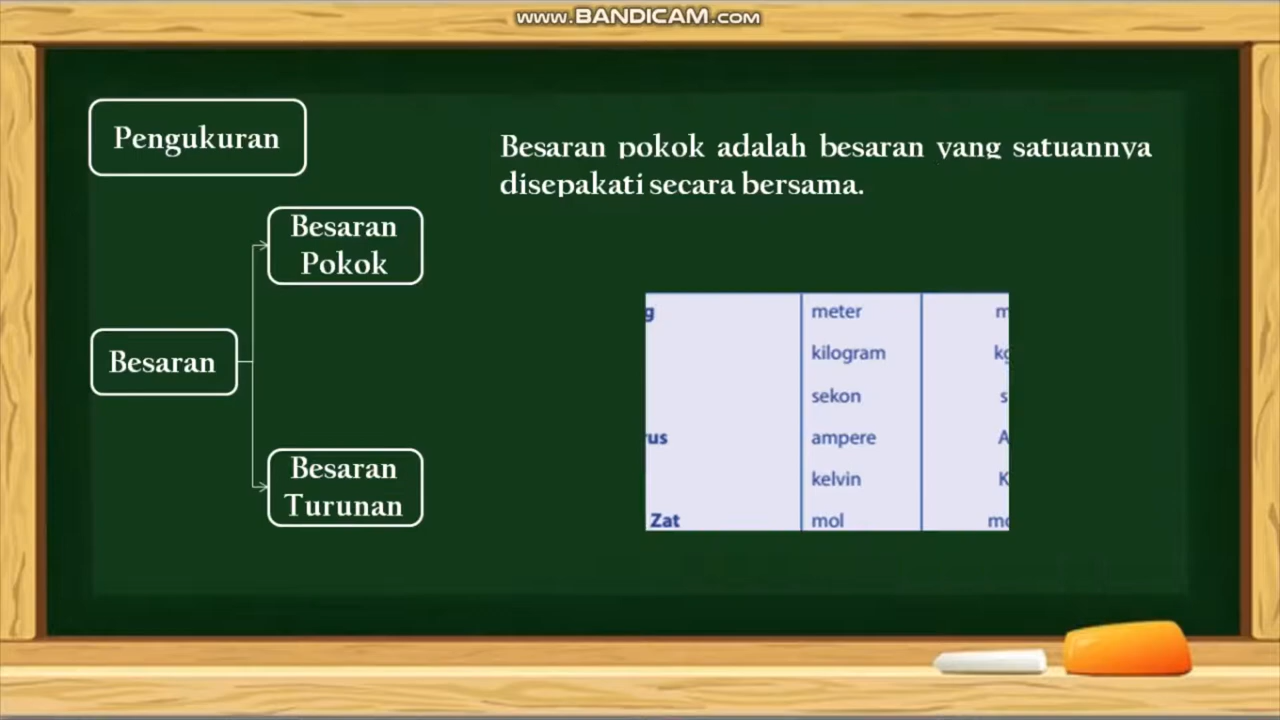 www.BANDICAM.com
Pengukuran
Besaran pokok adalah besaran yang satuannya
disepakati secara bersama.
Besaran
Pokok
Besaran
Besaran
Turunan
meter
kilogram
sekon
ampere
kelvin
Zat mol